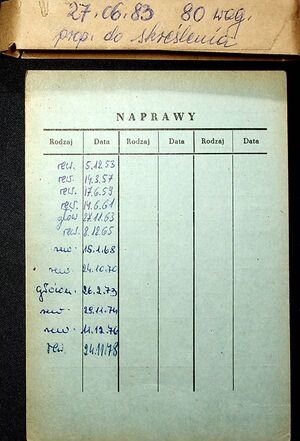 27.06.83 80 wag.
prop. do skreślenia
NAPRAWY
Rodzaj Data Rodzaj Data Rodzaj Data
rew. 5.12.53
rew. 14.3.57
rew. 17.6.59
rew. 14.6.61
głów. 27.11.63
rew. 8.12.65
rew. 15.1.68
rew. 24.10.70
główn. 26.2.73
rew. 29.11.74
rew. 11.12.76
rew. 24.11.78